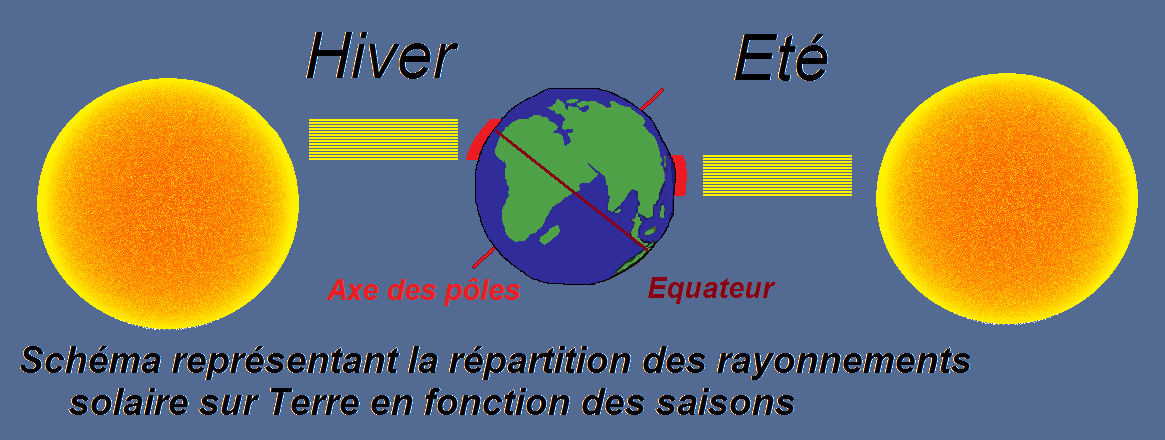 Hiver
Eté
Axe des pôles
Equateur
Schéma représentant la répartition des rayonnements
solaire sur Terre en fonction des saisons